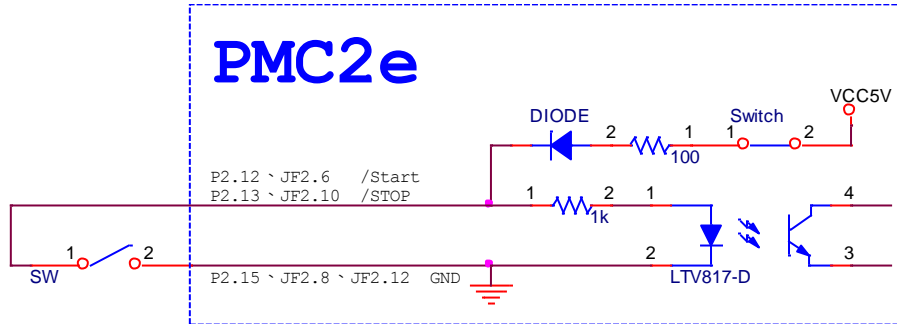 PMC2e
VCC5V
DIODE
Switch
2
1
1
2
100
P2.12、JF2.6 /Start
P2.13、JF2.10 /STOP
1
2
1
4
1k
1
2
SW
2
3
P2.15、JF2.8、JF2.12 GND
LTV817-D